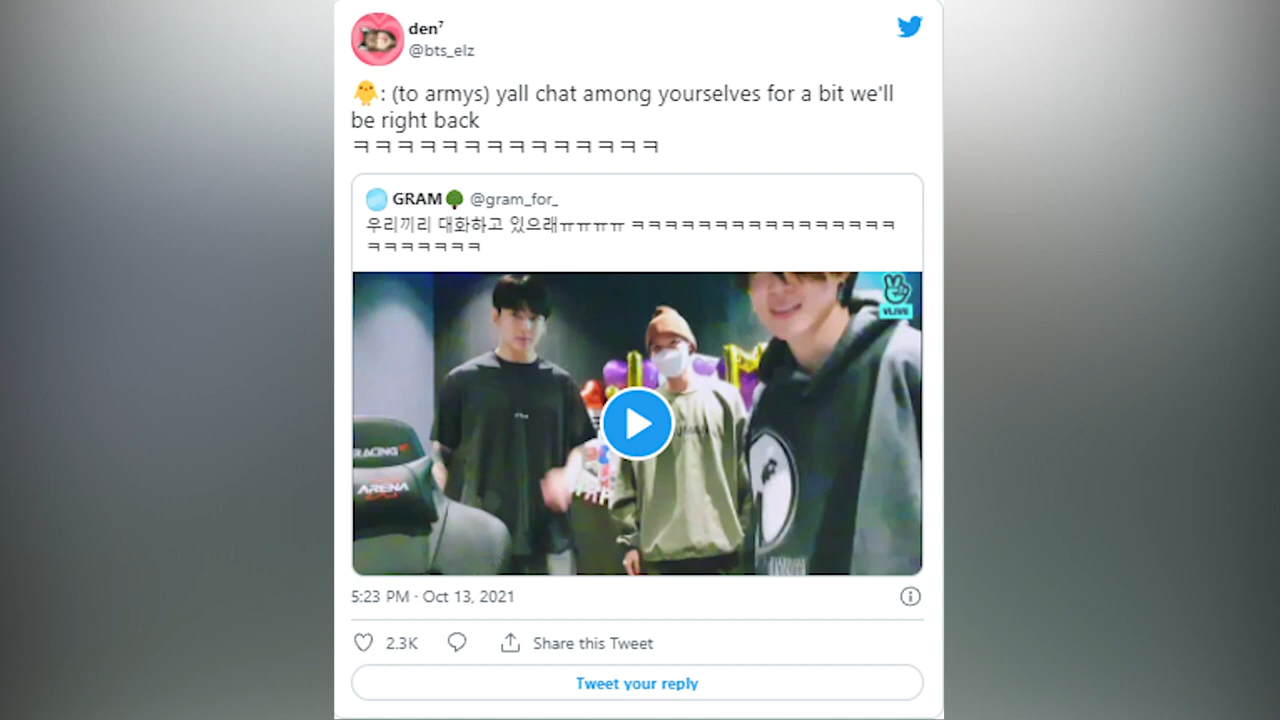 den⁷
@bts_elz
🐥: (to armys) yall chat among yourselves for a bit we'll
be right back
ㅋㅋㅋㅋㅋㅋㅋㅋㅋㅋㅋㅋㅋㅋ
GRAM🌳 @gram_for_
우리끼리 대화하고 있으래ㅠㅠㅠㅠ ㅋㅋㅋㅋㅋㅋㅋㅋㅋㅋㅋㅋㅋㅋㅋㅋ
ㅋㅋㅋㅋㅋㅋㅋ
VLIVE
RACING
ARENA
5:23 PM · Oct 13, 2021
2.3K
Share this Tweet
Tweet your reply